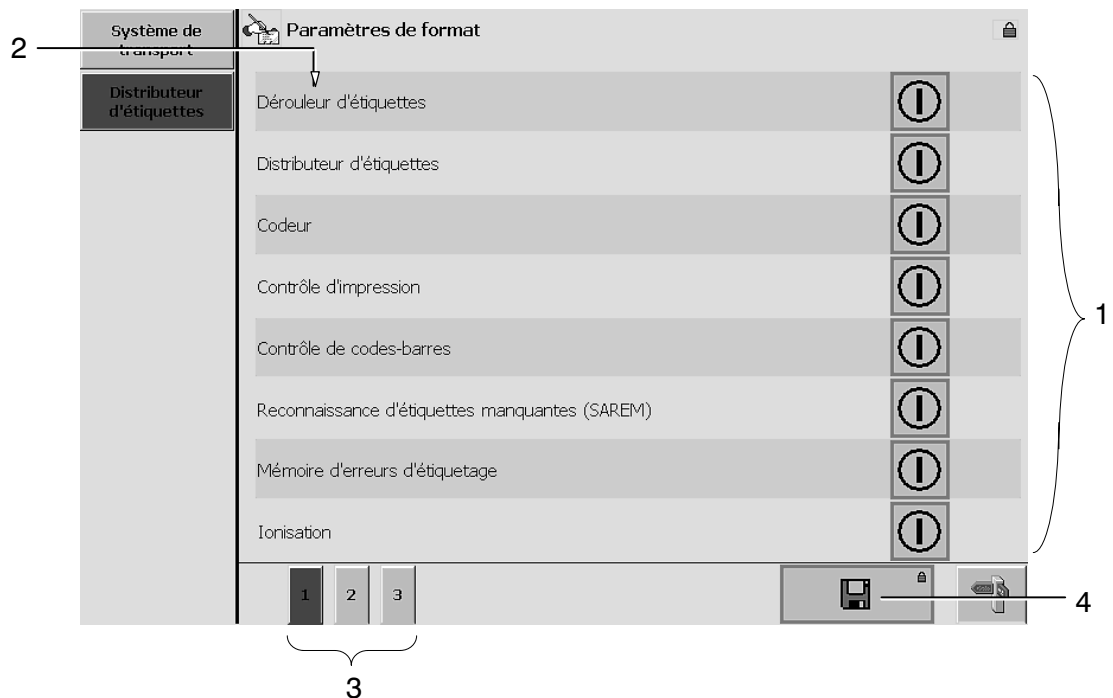 Système de
transport
Distributeur
d'étiquettes
Paramètres de format
2
Dérouleur d'étiquettes
Distributeur d'étiquettes
Codeur
Contrôle d'impression
Contrôle de codes-barres
Reconnaissance d'étiquettes manquantes (SAREM)
Mémoire d'erreurs d'étiquetage
Ionisation
1
1 2 3
4
3